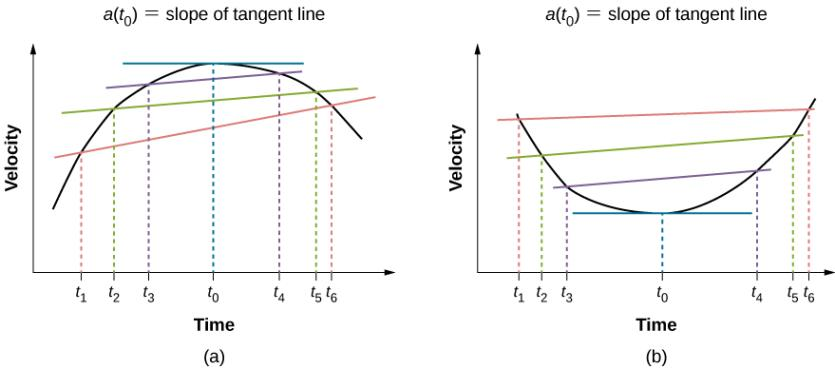 a(t₀) = slope of tangent line
Velocity
t₁ t₂ t₃ t₀ t₄ t₅ t₆
Time
(a)
a(t₀) = slope of tangent line
Velocity
t₁ t₂ t₃ t₀ t₄ t₅ t₆
Time
(b)